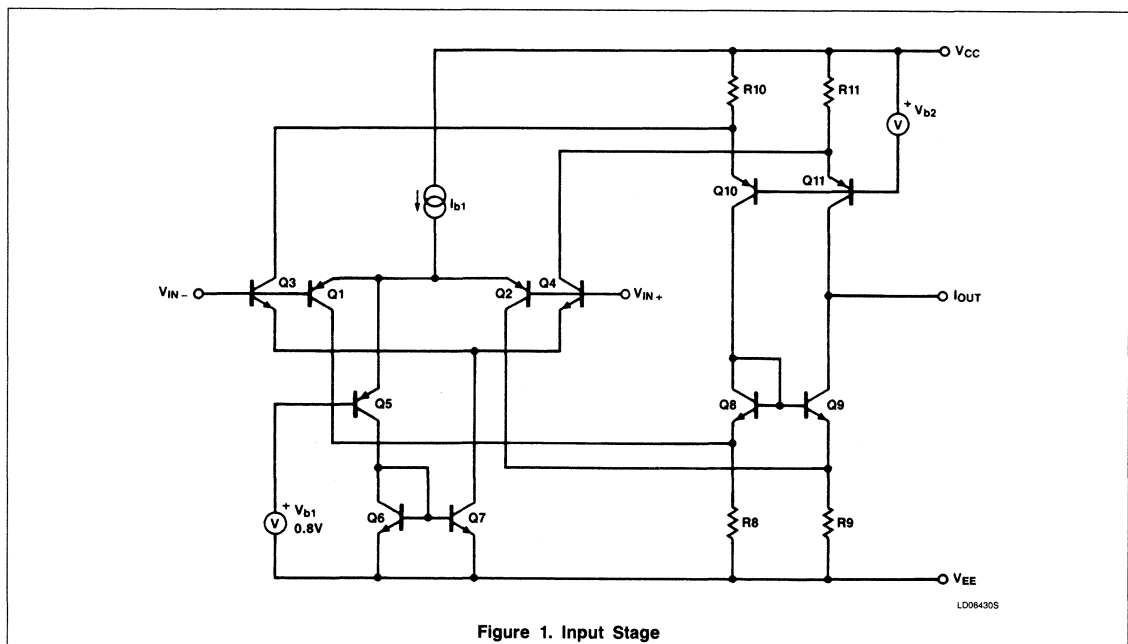 VCC
R10
R11
+ Vb2
V
Q10
Q11
Ib1
VIN−
Q3
Q1
Q2
Q4
VIN+
IOUT
Q5
Q8
Q9
+ Vb1
V
0.8V
Q6
Q7
R8
R9
VEE
LD06430S
Figure 1. Input Stage